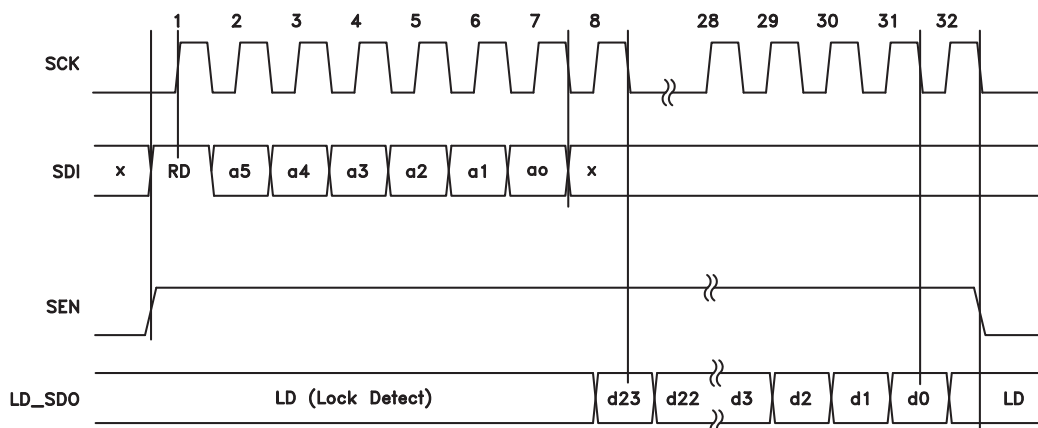 1 2 3 4 5 6 7 8 28 29 30 31 32
SCK
SDI x RD a5 a4 a3 a2 a1 ao x
SEN
LD_SDO LD (Lock Detect) d23 d22 d3 d2 d1 d0 LD